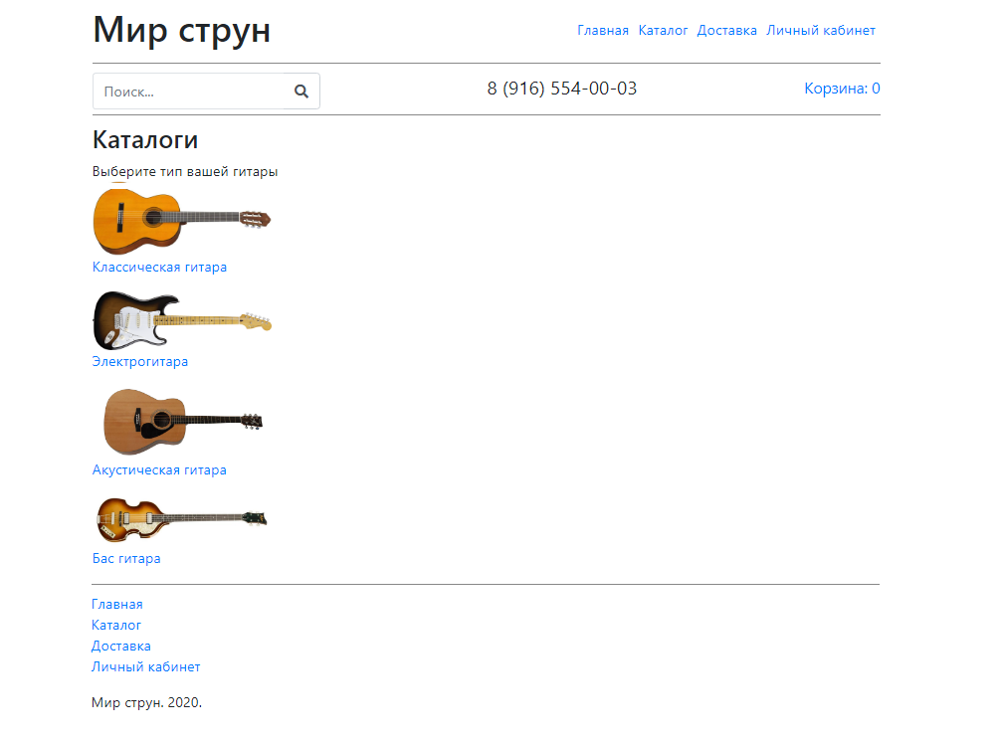 Мир струн
Главная Каталог Доставка Личный кабинет
Поиск...
8 (916) 554-00-03
Корзина: 0
Каталоги
Выберите тип вашей гитары
Классическая гитара
Электрогитара
Акустическая гитара
Бас гитара
Главная
Каталог
Доставка
Личный кабинет
Мир струн. 2020.